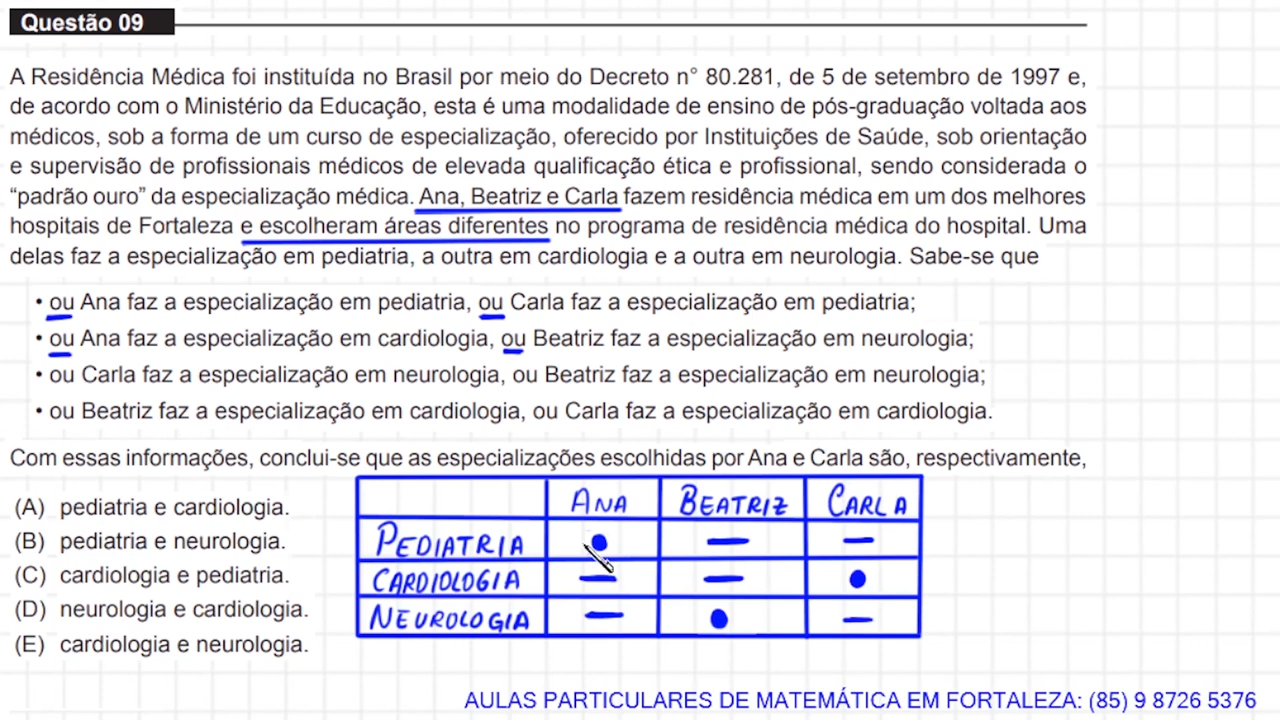 Questão 09
A Residência Médica foi instituída no Brasil por meio do Decreto n° 80.281, de 5 de setembro de 1997 e,
de acordo com o Ministério da Educação, esta é uma modalidade de ensino de pós-graduação voltada aos
médicos, sob a forma de um curso de especialização, oferecido por Instituições de Saúde, sob orientação
e supervisão de profissionais médicos de elevada qualificação ética e profissional, sendo considerada o
“padrão ouro” da especialização médica. Ana, Beatriz e Carla fazem residência médica em um dos melhores
hospitais de Fortaleza e escolheram áreas diferentes no programa de residência médica do hospital. Uma
delas faz a especialização em pediatria, a outra em cardiologia e a outra em neurologia. Sabe-se que
• ou Ana faz a especialização em pediatria, ou Carla faz a especialização em pediatria;
• ou Ana faz a especialização em cardiologia, ou Beatriz faz a especialização em neurologia;
• ou Carla faz a especialização em neurologia, ou Beatriz faz a especialização em neurologia;
• ou Beatriz faz a especialização em cardiologia, ou Carla faz a especialização em cardiologia.
Com essas informações, conclui-se que as especializações escolhidas por Ana e Carla são, respectivamente,
(A) pediatria e cardiologia.
(B) pediatria e neurologia.
(C) cardiologia e pediatria.
(D) neurologia e cardiologia.
(E) cardiologia e neurologia.
ANA BEATRIZ CARLA
PEDIATRIA • — —
CARDIOLOGIA — — •
NEUROLOGIA — • —
AULAS PARTICULARES DE MATEMÁTICA EM FORTALEZA: (85) 9 8726 5376